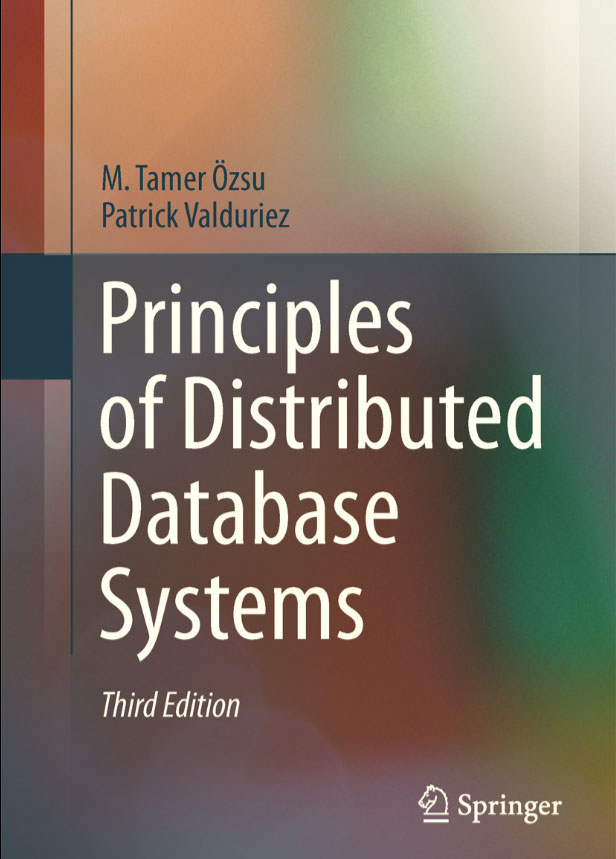 M. Tamer Özsu
Patrick Valduriez
Principles
of Distributed
Database
Systems
Third Edition
Springer